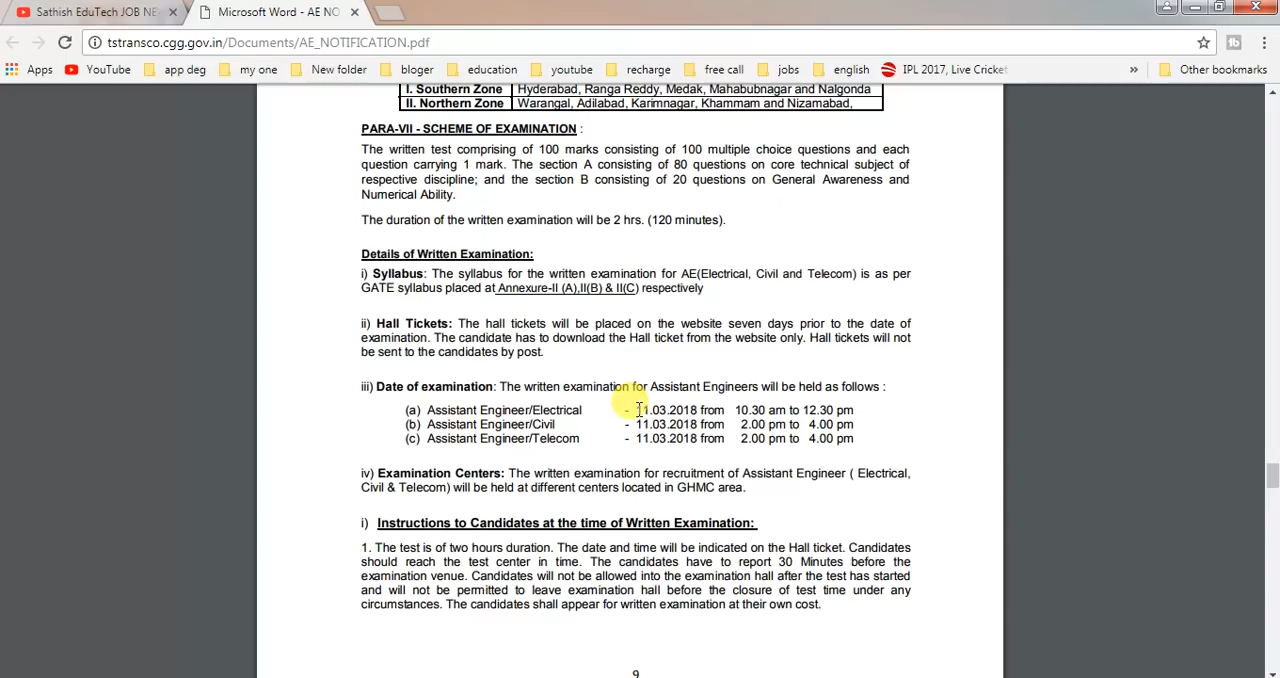 Sathish EduTech JOB NE
Microsoft Word - AE NO
tstransco.cgg.gov.in/Documents/AE_NOTIFICATION.pdf
Apps YouTube app deg my one New folder bloger education youtube recharge free call jobs english IPL 2017, Live Cricket » Other bookmarks
I. Southern Zone Hyderabad, Ranga Reddy, Medak, Mahabubnagar and Nalgonda
II. Northern Zone Warangal, Adilabad, Karimnagar, Khammam and Nizamabad,
PARA-VII - SCHEME OF EXAMINATION :
The written test comprising of 100 marks consisting of 100 multiple choice questions and each
question carrying 1 mark. The section A consisting of 80 questions on core technical subject of
respective discipline; and the section B consisting of 20 questions on General Awareness and
Numerical Ability.
The duration of the written examination will be 2 hrs. (120 minutes).
Details of Written Examination:
i) Syllabus: The syllabus for the written examination for AE(Electrical, Civil and Telecom) is as per
GATE syllabus placed at Annexure-II (A),II(B) & II(C) respectively
ii) Hall Tickets: The hall tickets will be placed on the website seven days prior to the date of
examination. The candidate has to download the Hall ticket from the website only. Hall tickets will not
be sent to the candidates by post.
iii) Date of examination: The written examination for Assistant Engineers will be held as follows :
(a) Assistant Engineer/Electrical - 11.03.2018 from 10.30 am to 12.30 pm
(b) Assistant Engineer/Civil - 11.03.2018 from 2.00 pm to 4.00 pm
(c) Assistant Engineer/Telecom - 11.03.2018 from 2.00 pm to 4.00 pm
iv) Examination Centers: The written examination for recruitment of Assistant Engineer ( Electrical,
Civil & Telecom) will be held at different centers located in GHMC area.
i) Instructions to Candidates at the time of Written Examination:
1. The test is of two hours duration. The date and time will be indicated on the Hall ticket. Candidates
should reach the test center in time. The candidates have to report 30 Minutes before the
examination venue. Candidates will not be allowed into the examination hall after the test has started
and will not be permitted to leave examination hall before the closure of test time under any
circumstances. The candidates shall appear for written examination at their own cost.
9